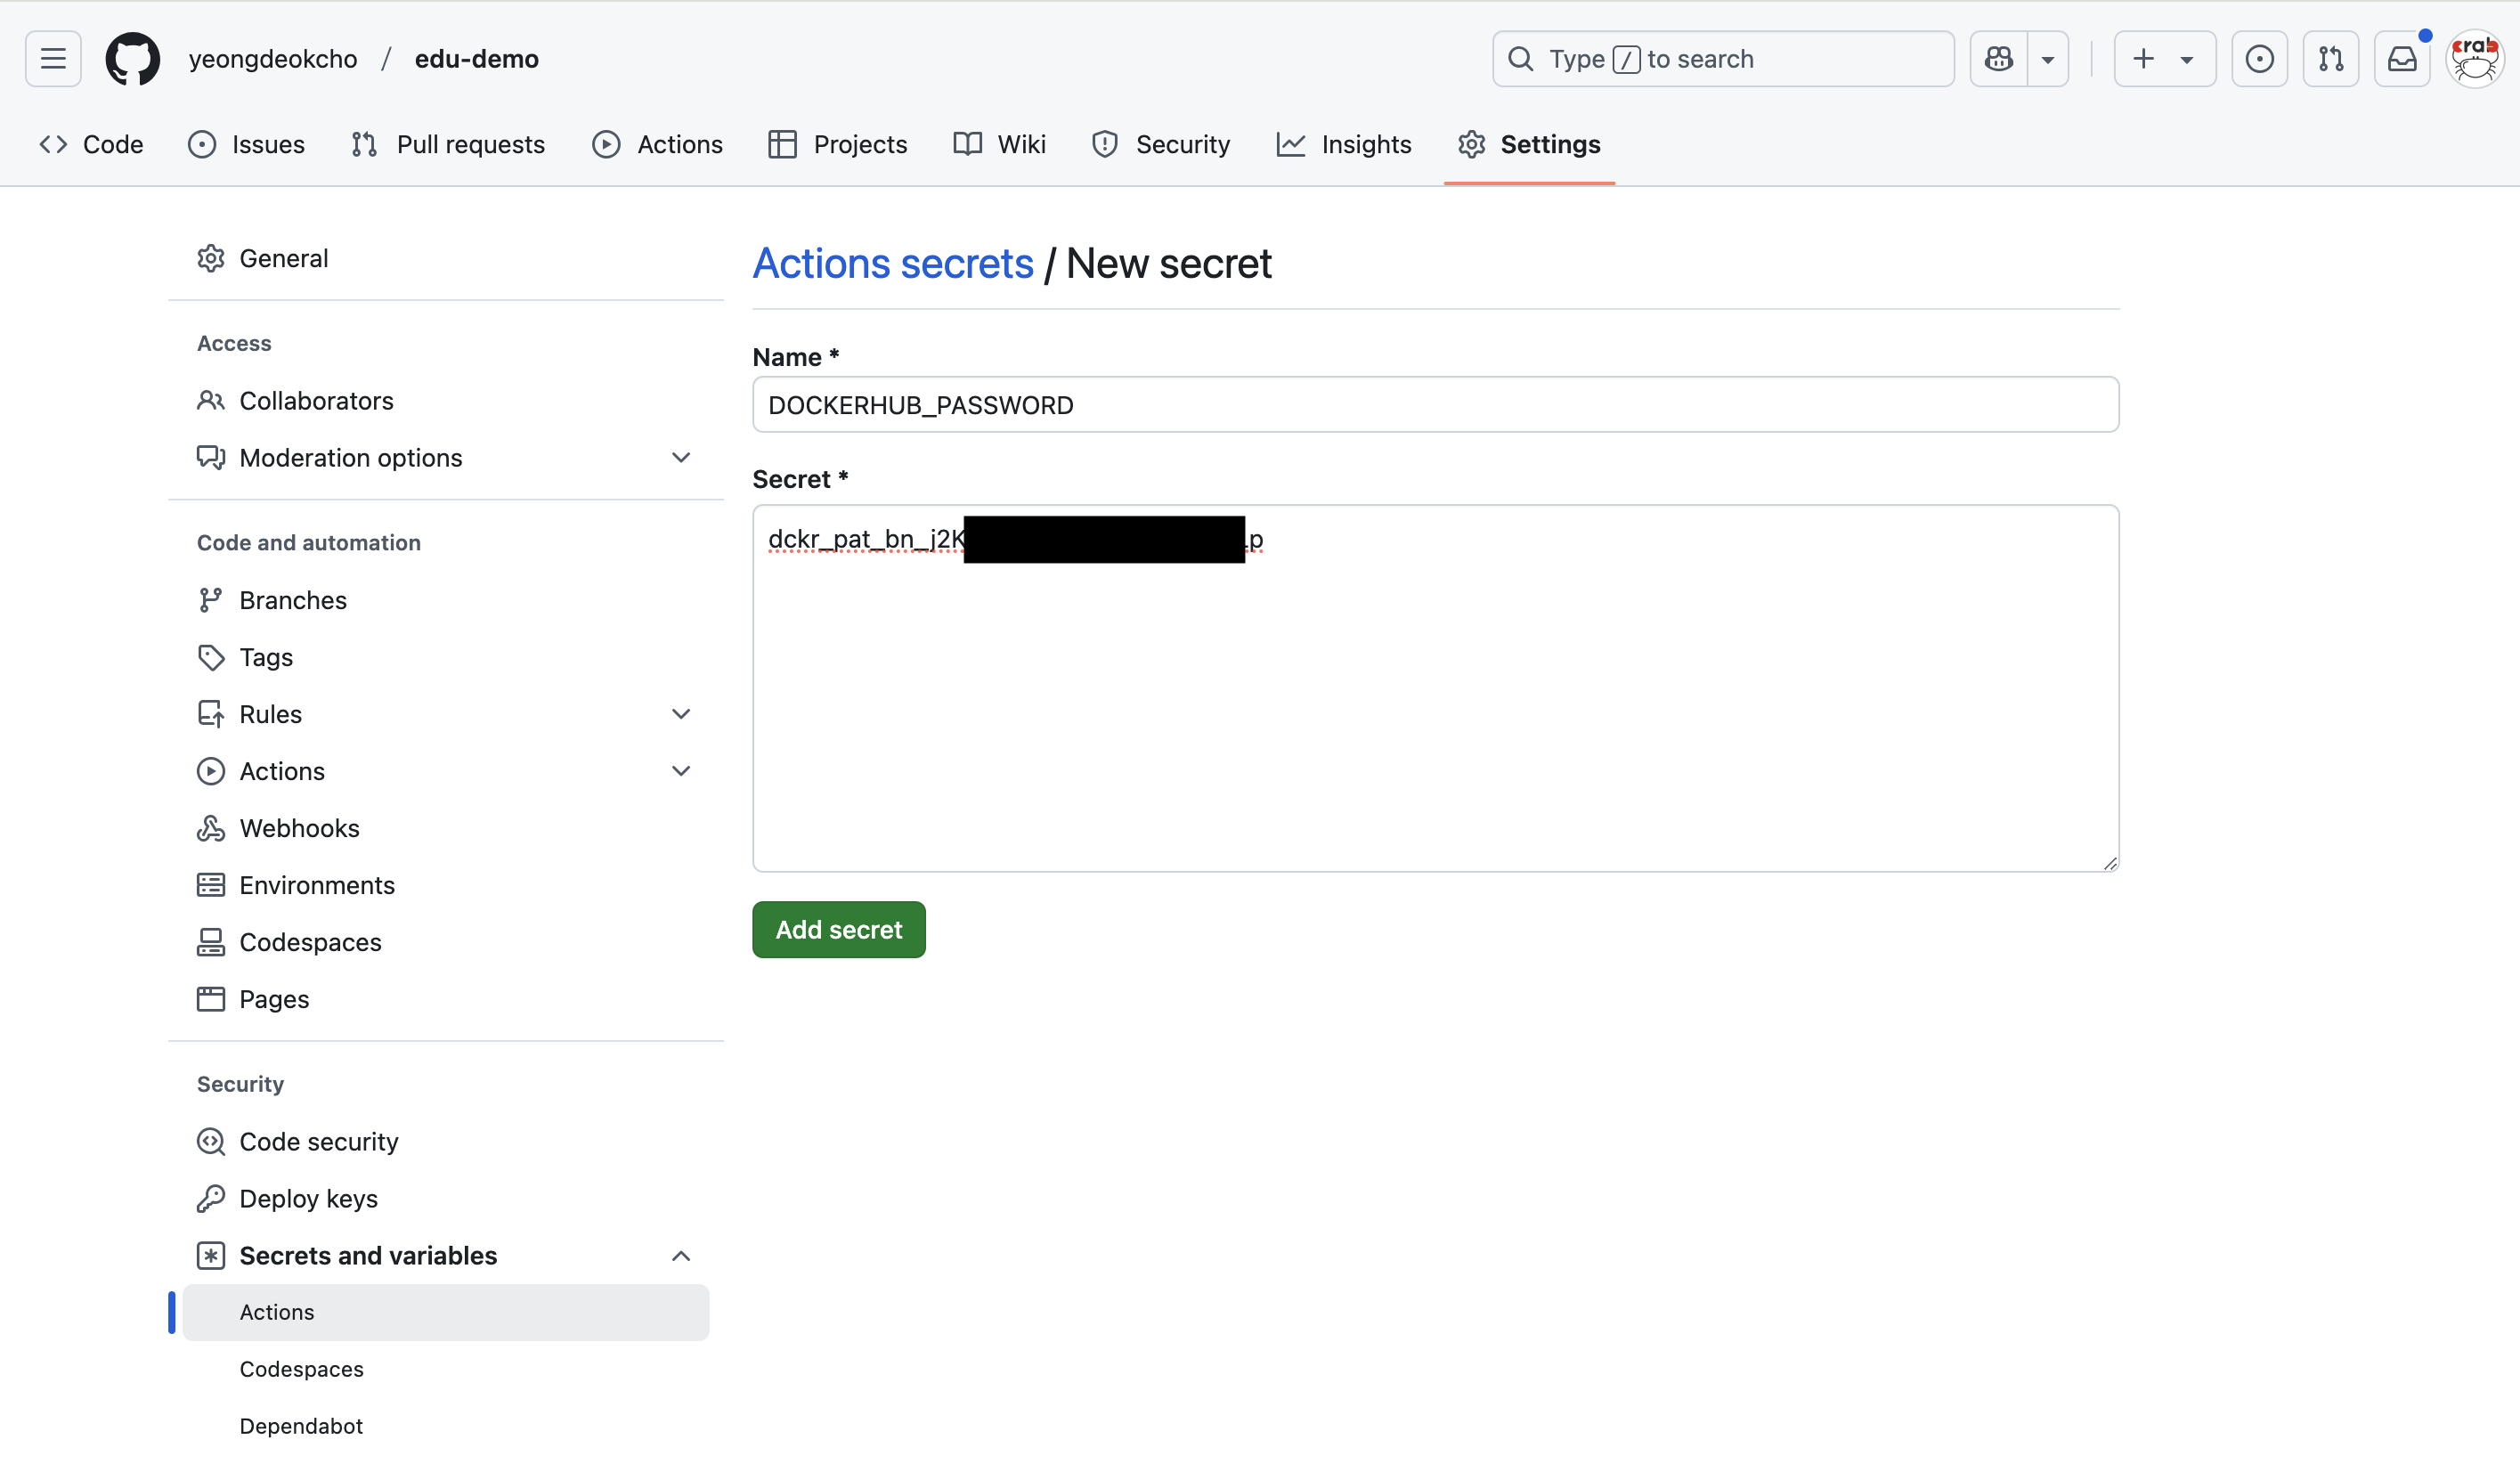 yeongdeokcho / edu-demo
Type / to search
crab
Code
Issues
Pull requests
Actions
Projects
Wiki
Security
Insights
Settings
General
Access
Collaborators
Moderation options
Code and automation
Branches
Tags
Rules
Actions
Webhooks
Environments
Codespaces
Pages
Security
Code security
Deploy keys
Secrets and variables
Actions
Codespaces
Dependabot
Actions secrets / New secret
Name *
DOCKERHUB_PASSWORD
Secret *
dckr_pat_bn_j2K p
Add secret